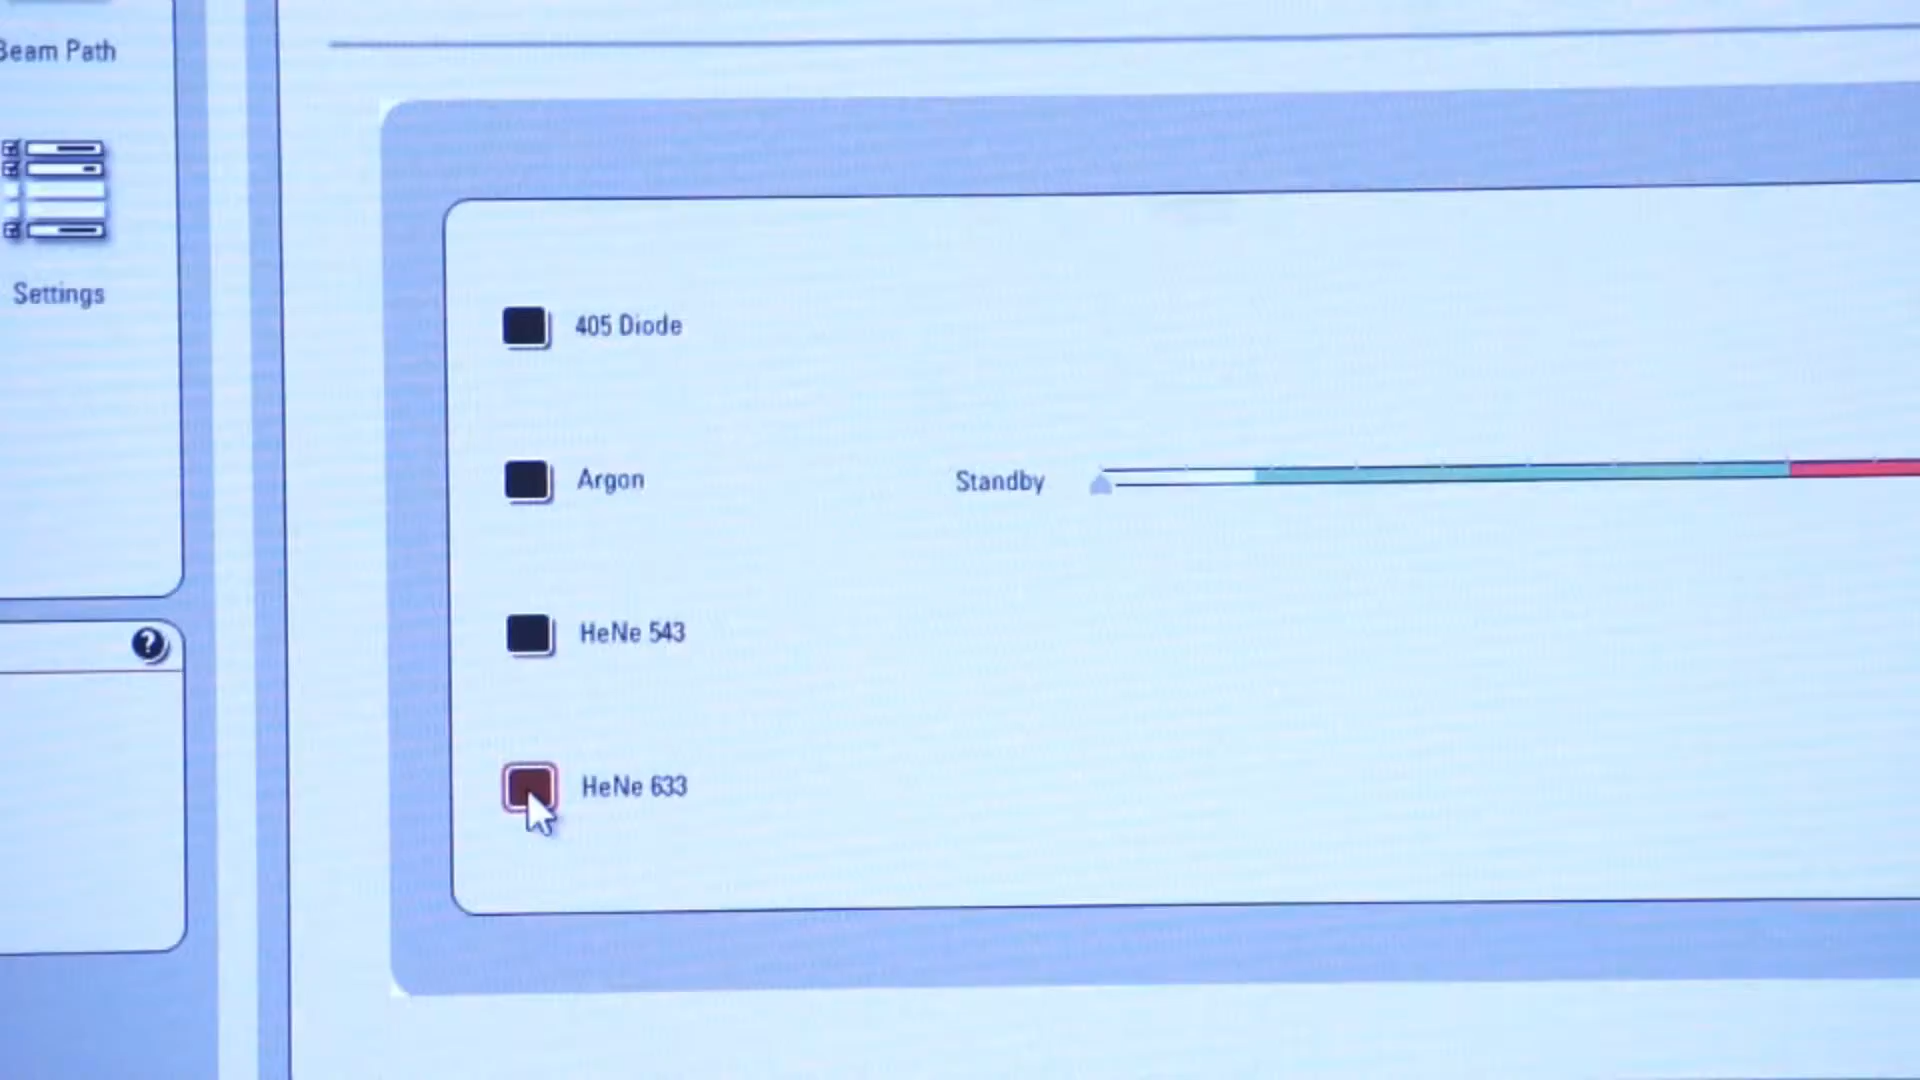 Beam Path
Settings
?
405 Diode
Argon
Standby
HeNe 543
HeNe 633